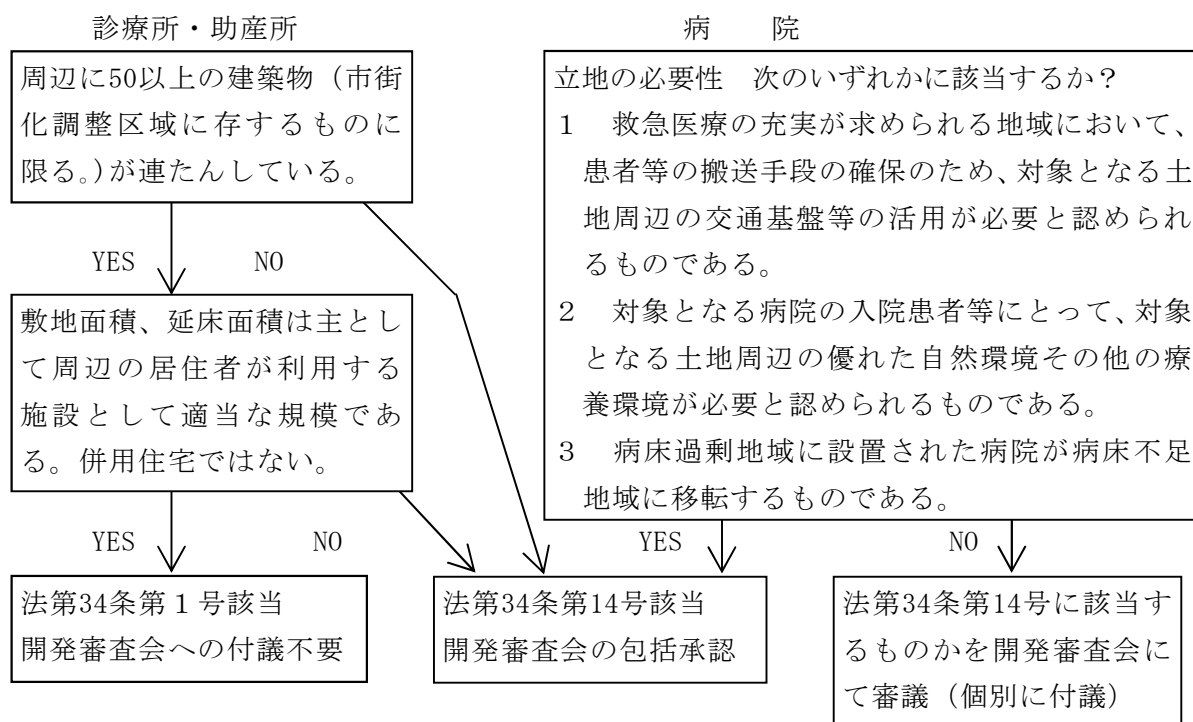 診療所・助産所
周辺に50以上の建築物（市街
化調整区域に存するものに
限る。）が連たんしている。
YES NO
敷地面積、延床面積は主とし
て周辺の居住者が利用する
施設として適当な規模であ
る。併用住宅ではない。
YES NO
法第34条第１号該当
開発審査会への付議不要
病　院
立地の必要性　次のいずれかに該当するか？
１　救急医療の充実が求められる地域において、
患者等の搬送手段の確保のため、対象となる土
地周辺の交通基盤等の活用が必要と認められ
るものである。
２　対象となる病院の入院患者等にとって、対象
となる土地周辺の優れた自然環境その他の療
養環境が必要と認められるものである。
３　病床過剰地域に設置された病院が病床不足
地域に移転するものである。
YES NO
法第34条第14号該当
開発審査会の包括承認
法第34条第14号に該当す
るものかを開発審査会に
て審議（個別に付議）